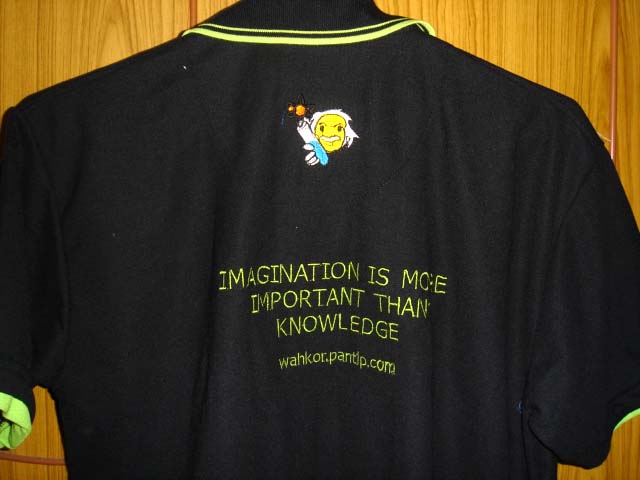 IMAGINATION IS MORE
IMPORTANT THAN
KNOWLEDGE
wahkor.pantip.com